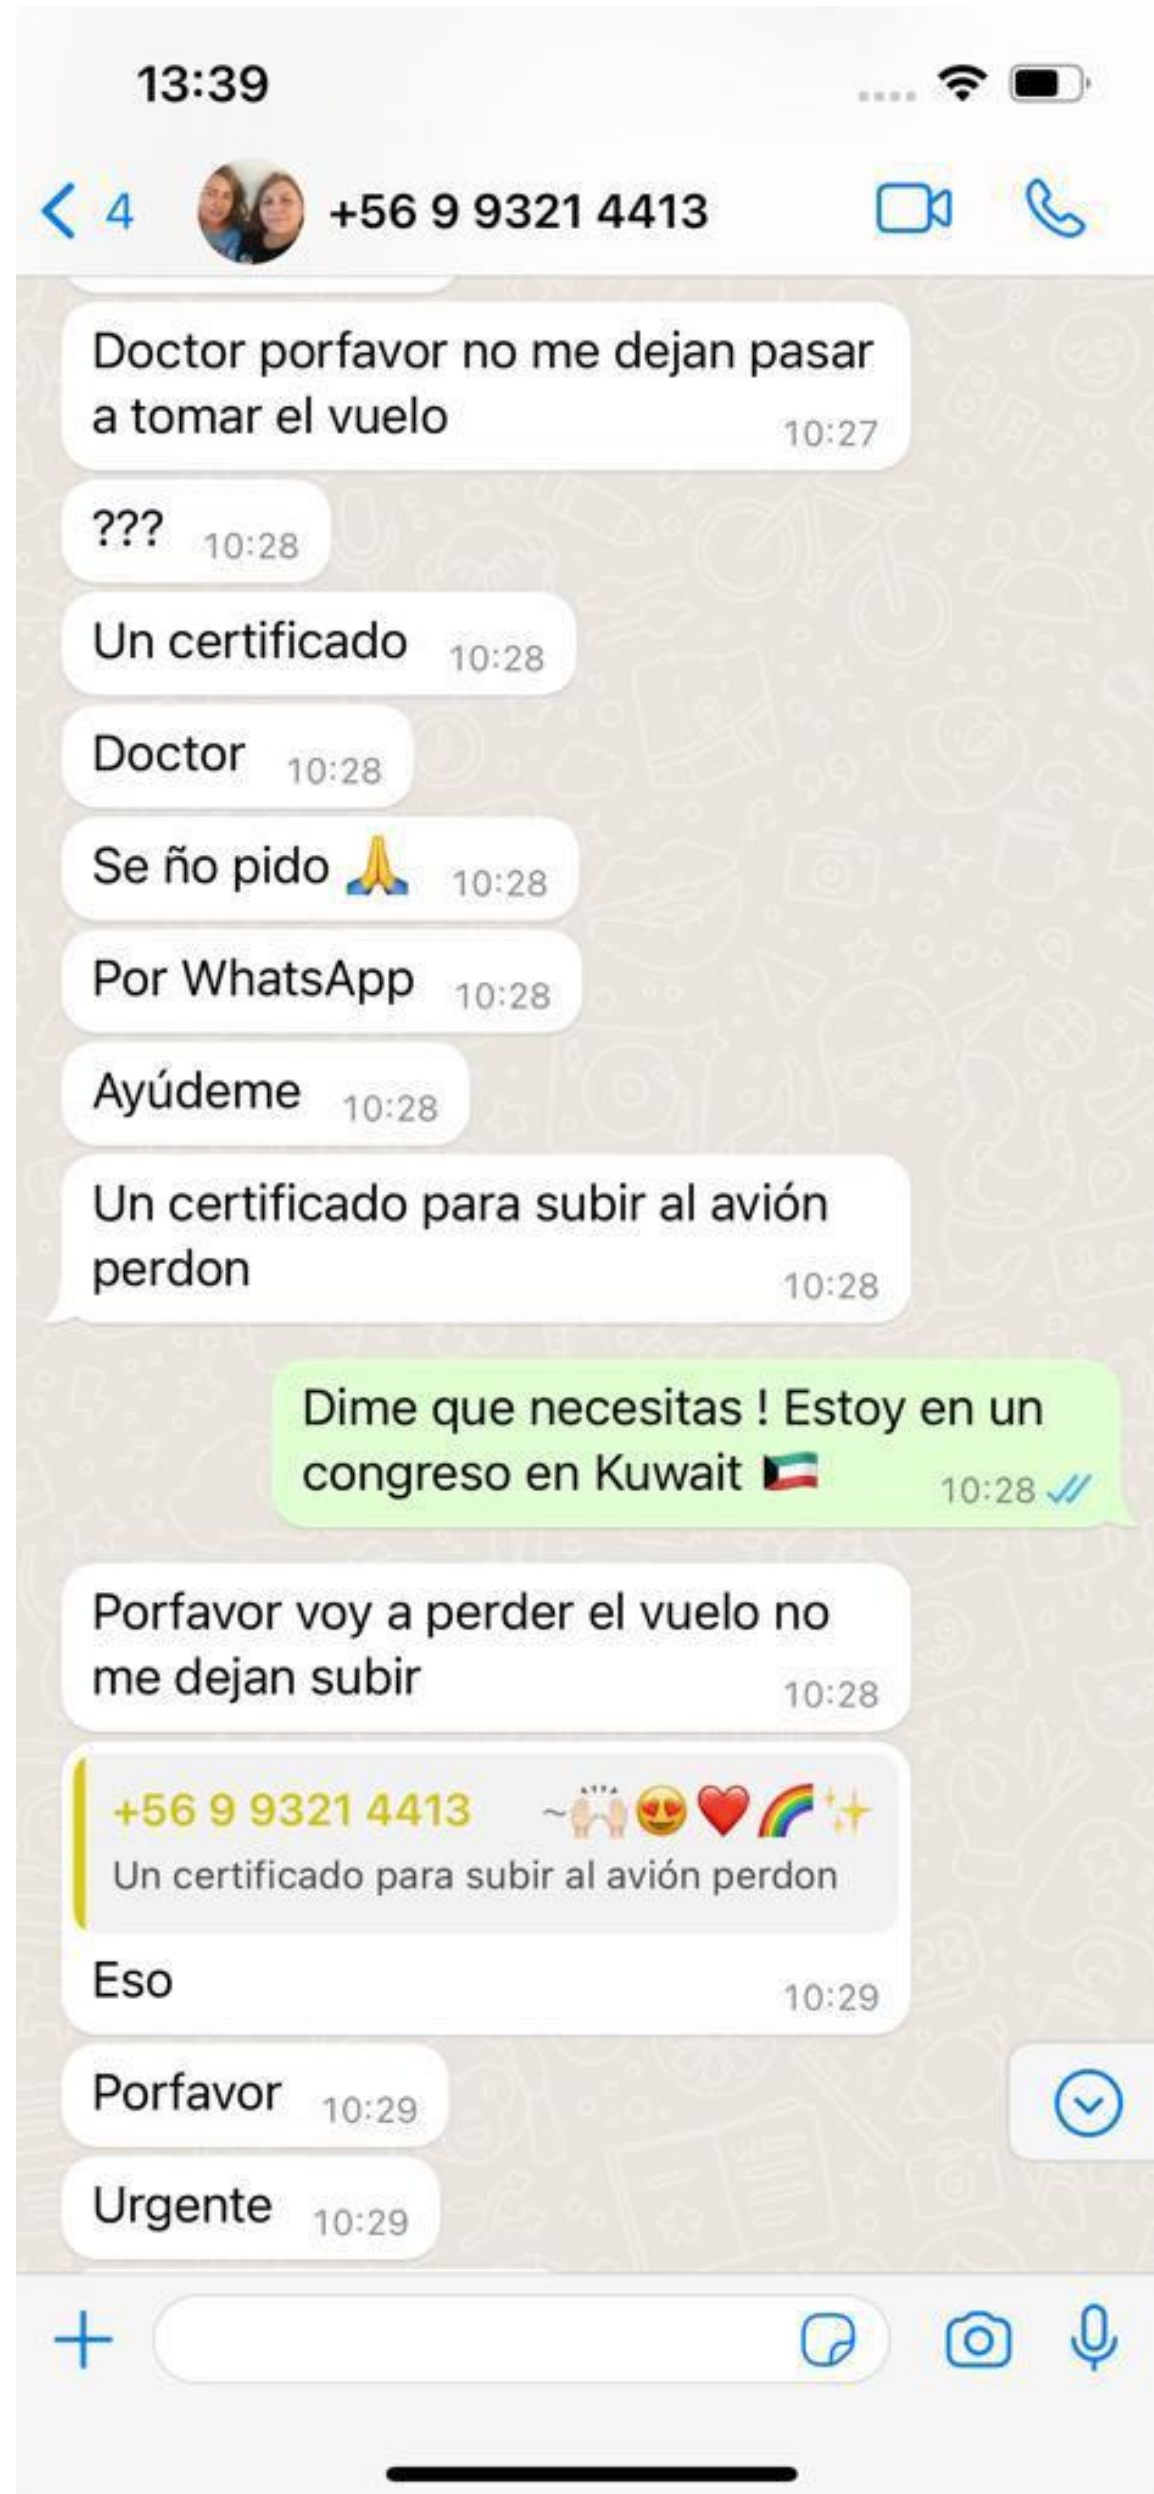 13:39
4
+56 9 9321 4413
Doctor porfavor no me dejan pasar
a tomar el vuelo
10:27
???
10:28
Un certificado
10:28
Doctor
10:28
Se ño pido 🙏
10:28
Por WhatsApp
10:28
Ayúdeme
10:28
Un certificado para subir al avión
perdon
10:28
Dime que necesitas ! Estoy en un
congreso en Kuwait 🇰🇼
10:28
Porfavor voy a perder el vuelo no
me dejan subir
10:28
+56 9 9321 4413 ~🙌🏻😍❤️🌈✨
Un certificado para subir al avión perdon
Eso
10:29
Porfavor
10:29
Urgente
10:29